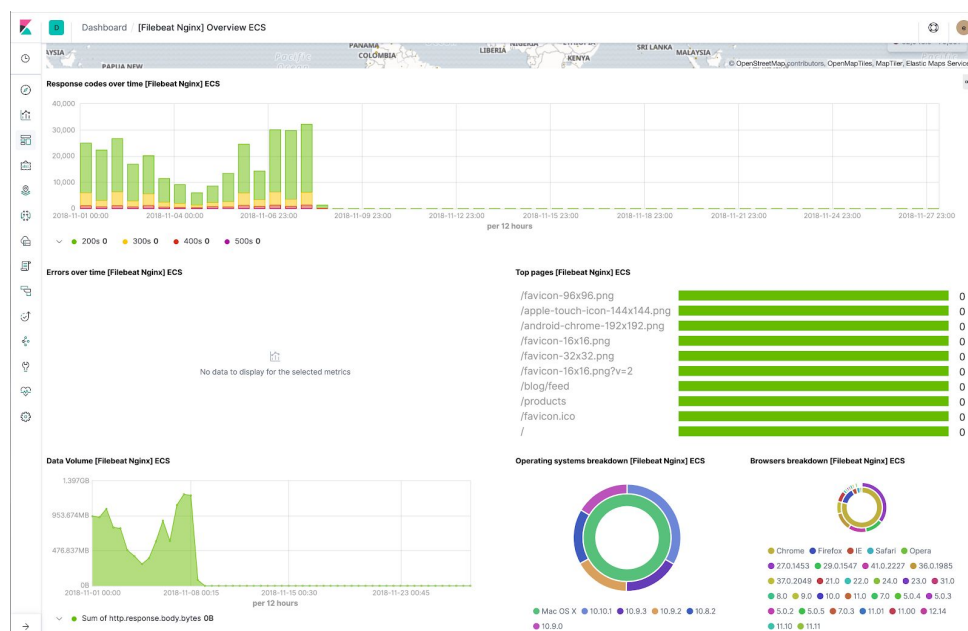 D Dashboard / [Filebeat Nginx] Overview ECS
PANAMA
COLOMBIA
LIBERIA
KENYA
SRI LANKA
MALAYSIA
PAPUA NEW
Pacific
© OpenStreetMap contributors, OpenMapTiles, MapTiler, Elastic Maps Service
Response codes over time [Filebeat Nginx] ECS
40,000
30,000
20,000
10,000
0
2018-11-01 00:00 2018-11-04 00:00 2018-11-06 23:00 2018-11-09 23:00 2018-11-12 23:00 2018-11-15 23:00 2018-11-18 23:00 2018-11-21 23:00 2018-11-24 23:00 2018-11-27 23:00
per 12 hours
200s 0 300s 0 400s 0 500s 0
Errors over time [Filebeat Nginx] ECS
No data to display for the selected metrics
Top pages [Filebeat Nginx] ECS
/favicon-96x96.png 0
/apple-touch-icon-144x144.png 0
/android-chrome-192x192.png 0
/favicon-16x16.png 0
/favicon-32x32.png 0
/favicon-16x16.png?v=2 0
/blog/feed 0
/products 0
/favicon.ico 0
/ 0
Data Volume [Filebeat Nginx] ECS
1.397GB
953.674MB
476.837MB
0B
2018-11-01 00:00 2018-11-08 00:15 2018-11-15 00:30 2018-11-23 00:45
per 12 hours
Sum of http.response.body.bytes 0B
Operating systems breakdown [Filebeat Nginx] ECS
Mac OS X 10.10.1 10.9.3 10.9.2 10.8.2
10.9.0
Browsers breakdown [Filebeat Nginx] ECS
Chrome Firefox IE Safari Opera
27.0.1453 29.0.1547 41.0.2227 36.0.1985
37.0.2049 21.0 22.0 24.0 23.0 31.0
8.0 9.0 10.0 11.0 7.0 5.0.4 5.0.3
5.0.2 5.0.5 7.0.3 11.01 11.00 12.14
11.10 11.11